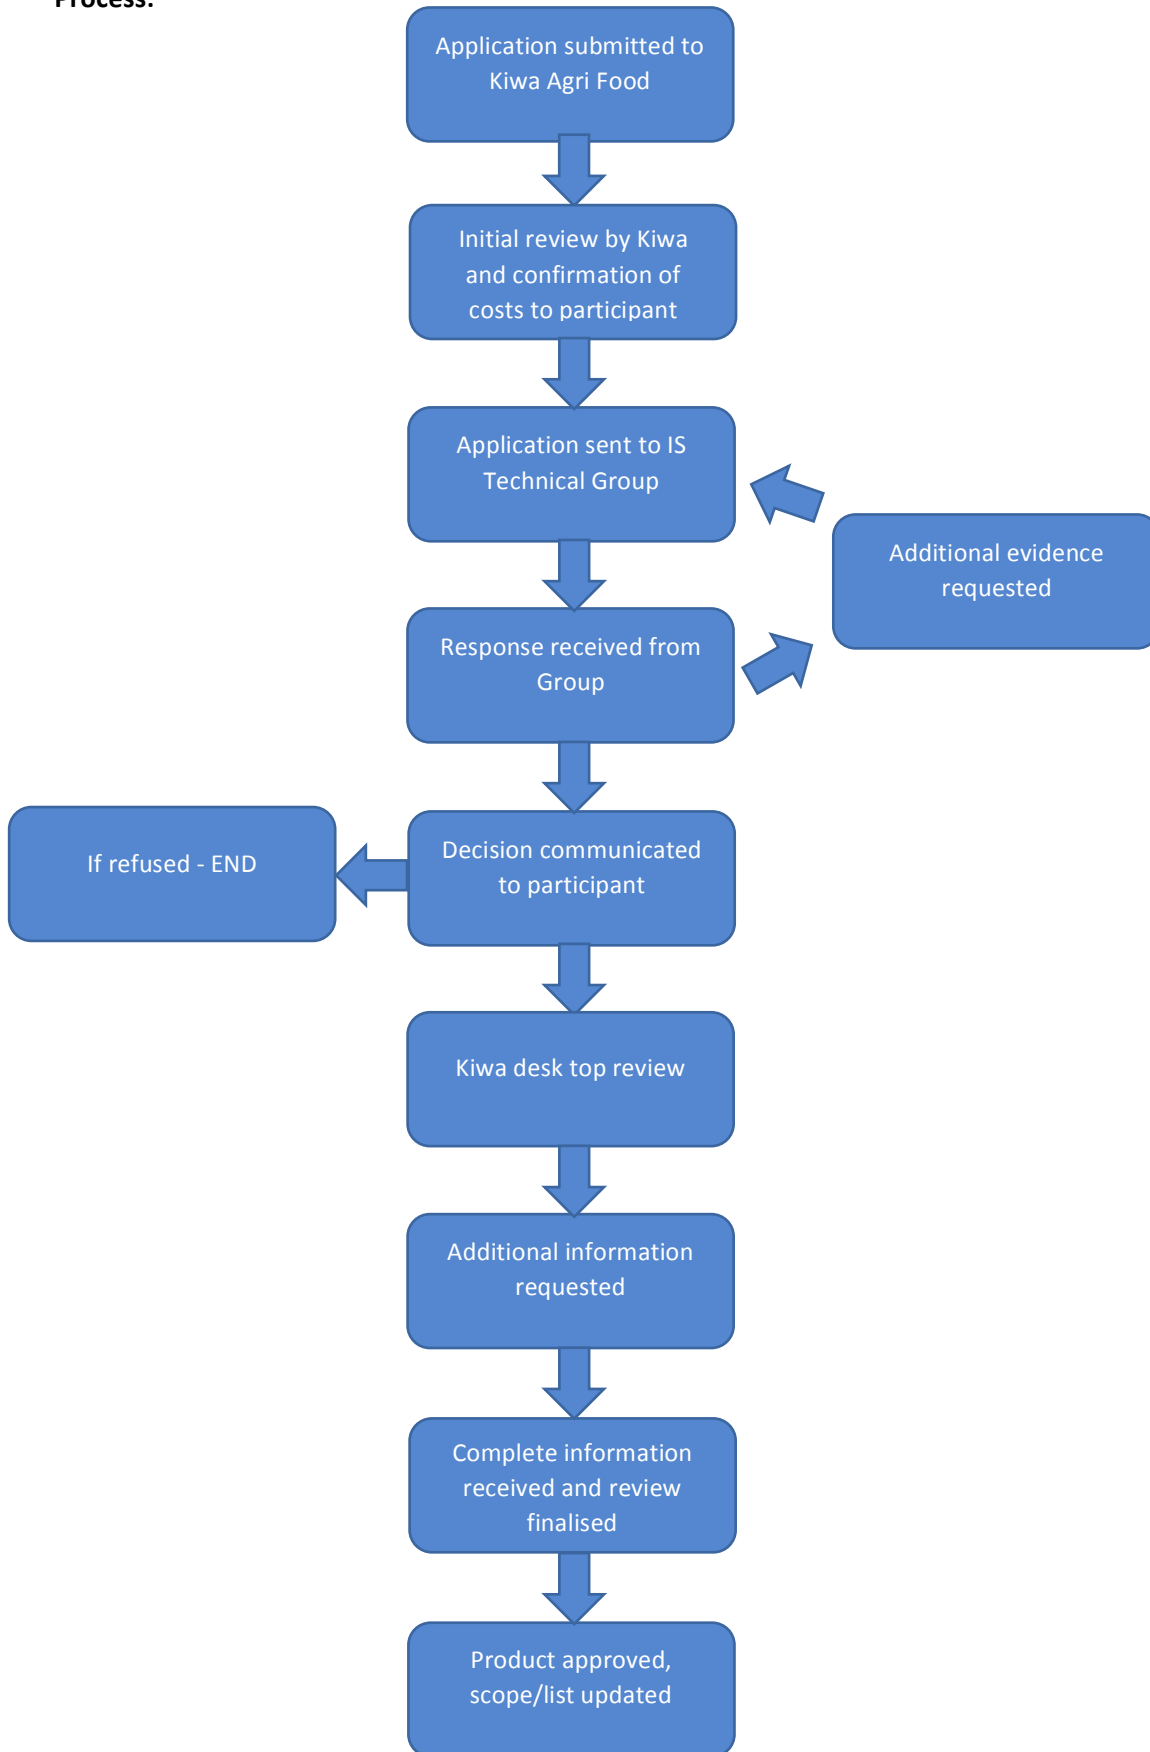 Process:
Application submitted to
Kiwa Agri Food
Initial review by Kiwa
and confirmation of
costs to participant
Application sent to IS
Technical Group
Additional evidence
requested
Response received from
Group
Decision communicated
to participant
If refused - END
Kiwa desk top review
Additional information
requested
Complete information
received and review
finalised
Product approved,
scope/list updated